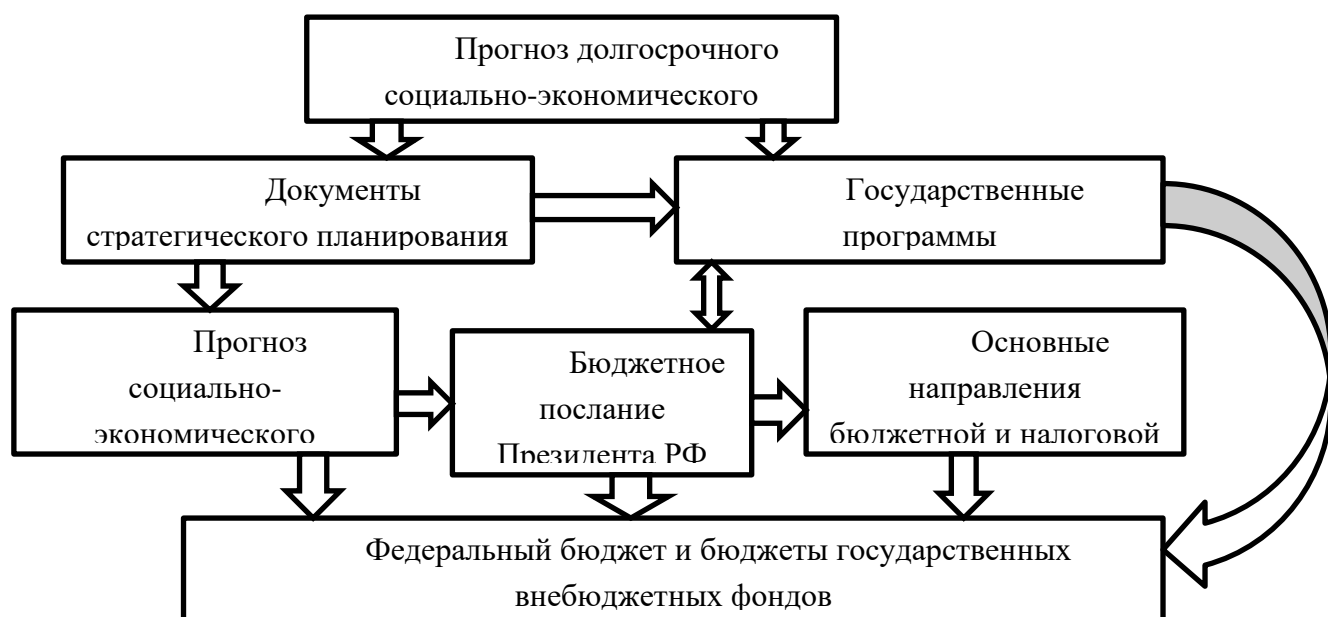 Прогноз долгосрочного
социально-экономического
Документы
стратегического планирования
Государственные
программы
Прогноз
социально-
экономического
Бюджетное
послание
Президента РФ
Основные
направления
бюджетной и налоговой
Федеральный бюджет и бюджеты государственных
внебюджетных фондов